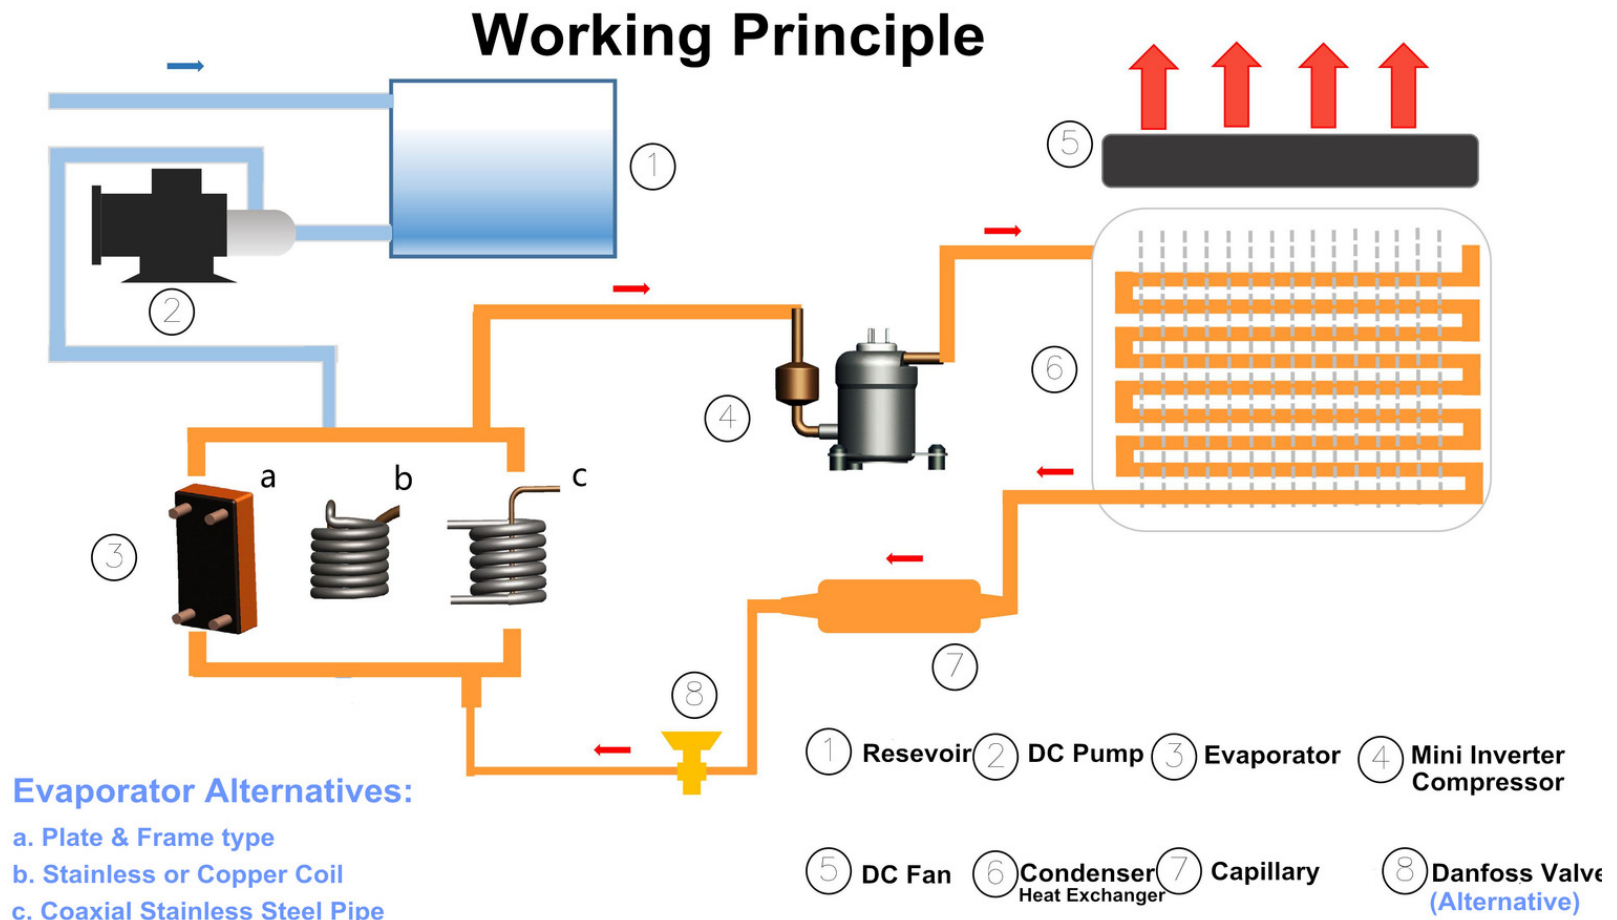 Working Principle
1
5
2
6
4
a
b
c
3
7
8
1 Resevoir 2 DC Pump 3 Evaporator 4 Mini Inverter
Compressor
Evaporator Alternatives:
a. Plate & Frame type
b. Stainless or Copper Coil
c. Coaxial Stainless Steel Pipe
5 DC Fan 6 Condenser 7 Capillary 8 Danfoss Valve
Heat Exchanger
(Alternative)